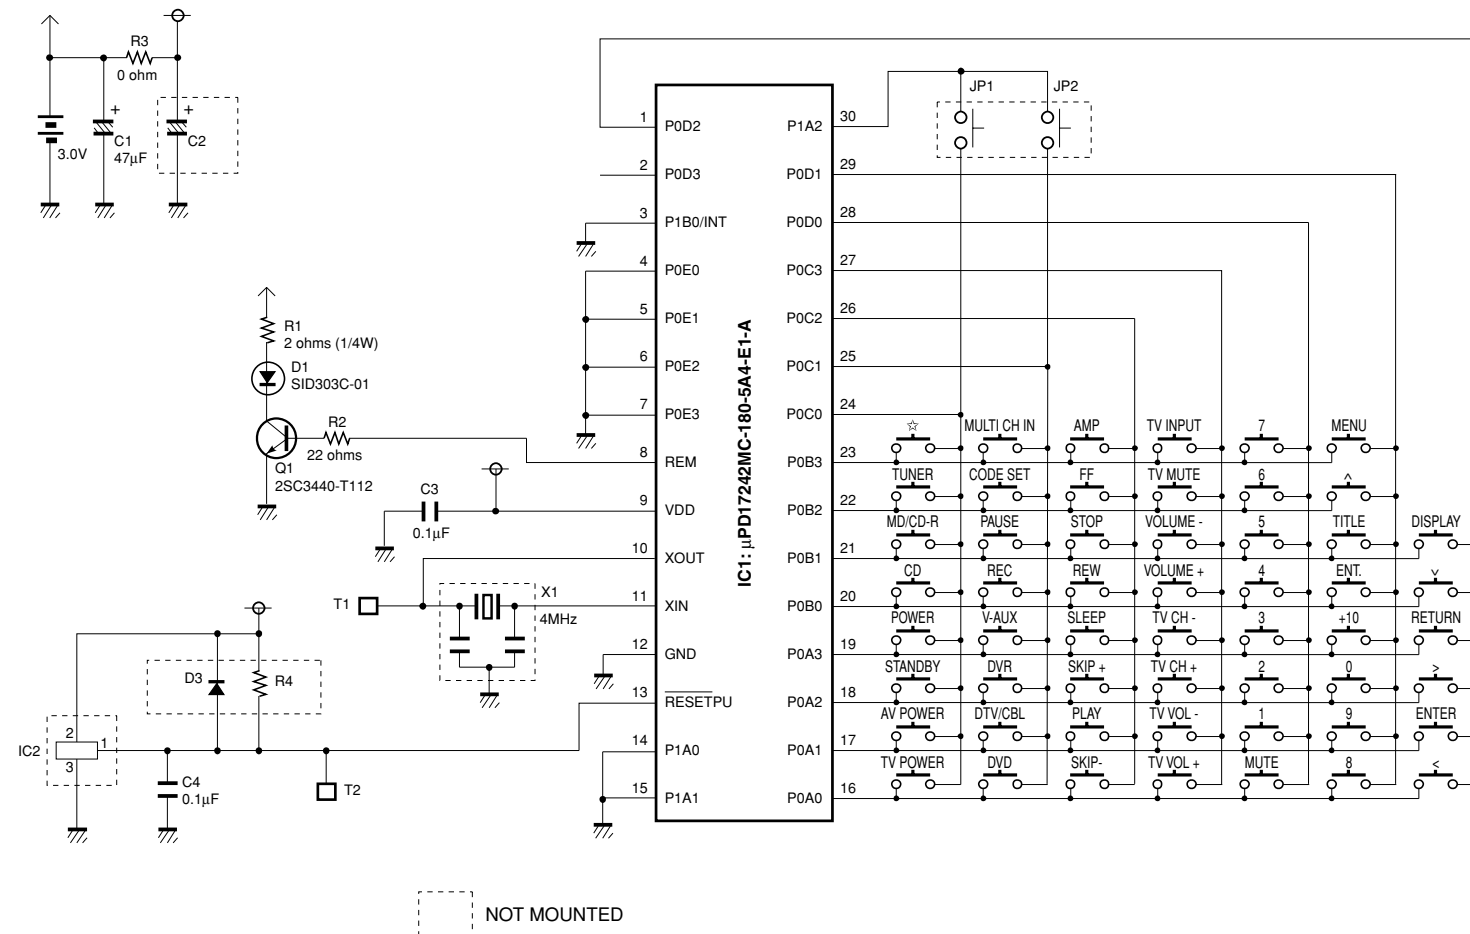 R3
0 ohm
+
C1
47µF
+
C2
3.0V
R1
2 ohms (1/4W)
D1
SID303C-01
R2
22 ohms
Q1
2SC3440-T112
C3
0.1µF
T1
X1
4MHz
D3
R4
IC2
2
1
3
C4
0.1µF
T2
IC1: µPD17242MC-180-5A4-E1-A
1 P0D2
2 P0D3
3 P1B0/INT
4 P0E0
5 P0E1
6 P0E2
7 P0E3
8 REM
9 VDD
10 XOUT
11 XIN
12 GND
13 RESETPU
14 P1A0
15 P1A1
JP1 JP2
P1A2 30
P0D1 29
P0D0 28
P0C3 27
P0C2 26
P0C1 25
P0C0 24
☆ MULTI CH IN AMP TV INPUT 7 MENU
P0B3 23
TUNER CODE SET FF TV MUTE 6 ^
P0B2 22
MD/CD-R PAUSE STOP VOLUME - 5 TITLE DISPLAY
P0B1 21
CD REC REW VOLUME + 4 ENT. v
P0B0 20
POWER V-AUX SLEEP TV CH - 3 +10 RETURN
P0A3 19
STANDBY DVR SKIP + TV CH + 2 0 >
P0A2 18
AV POWER DTV/CBL PLAY TV VOL - 1 9 ENTER
P0A1 17
TV POWER DVD SKIP- TV VOL + MUTE 8 <
P0A0 16
NOT MOUNTED